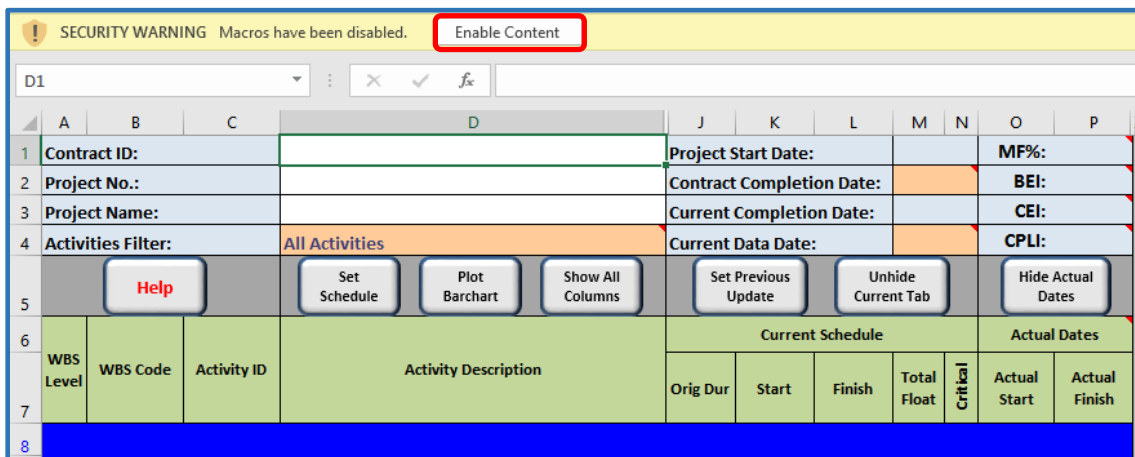 SECURITY WARNING Macros have been disabled. Enable Content
D1 fx
A B C D J K L M N O P
1 Contract ID: Project Start Date: MF%:
2 Project No.: Contract Completion Date: BEI:
3 Project Name: Current Completion Date: CEI:
4 Activities Filter: All Activities Current Data Date: CPLI:
5 Help Set Schedule Plot Barchart Show All Columns Set Previous Update Unhide Current Tab Hide Actual Dates
6 Current Schedule Actual Dates
7 WBS Level WBS Code Activity ID Activity Description Orig Dur Start Finish Total Float Critical Actual Start Actual Finish
8